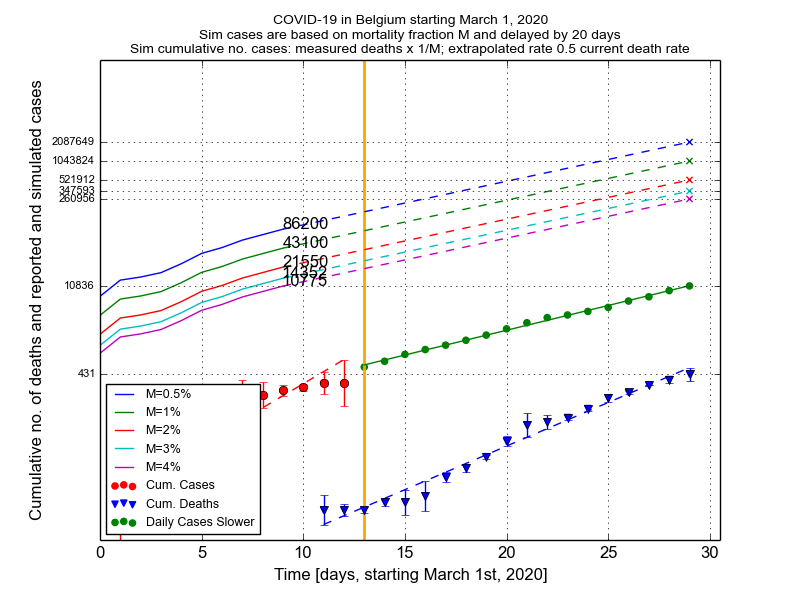 COVID-19 in Belgium starting March 1, 2020
Sim cases are based on mortality fraction M and delayed by 20 days
Sim cumulative no. cases: measured deaths x 1/M; extrapolated rate 0.5 current death rate
Cumulative no. of deaths and reported and simulated cases
2087649
1043824
521912
347593
260956
10836
431
86200
43100
21550
14352
10775
M=0.5%
M=1%
M=2%
M=3%
M=4%
Cum. Cases
Cum. Deaths
Daily Cases Slower
0 5 10 15 20 25 30
Time [days, starting March 1st, 2020]